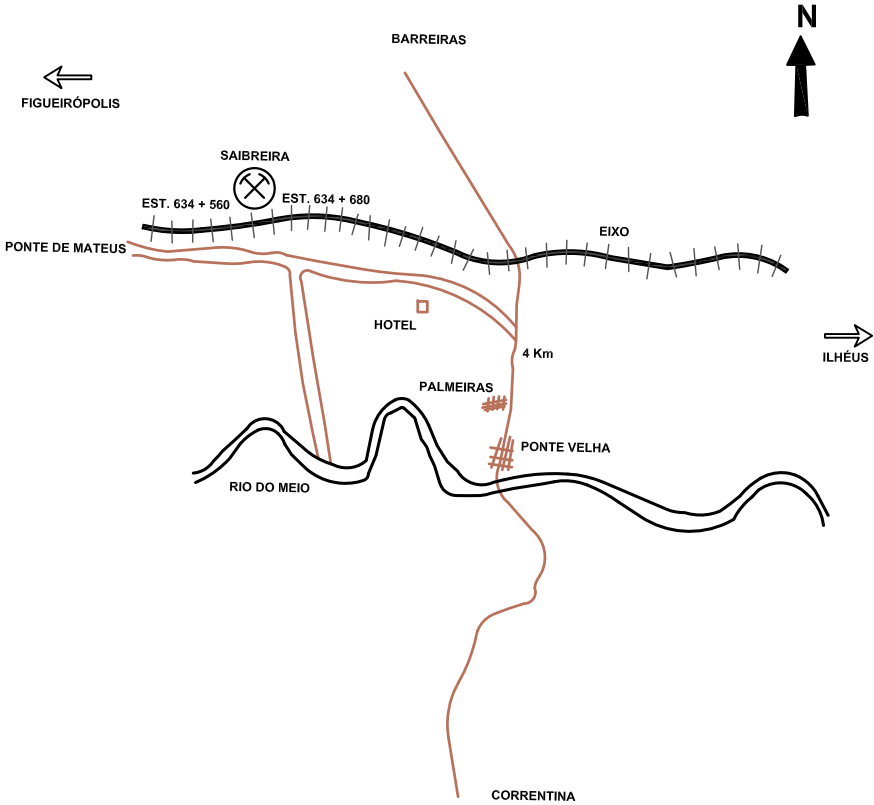 N
BARREIRAS
FIGUEIRÓPOLIS
SAIBREIRA
EST. 634 + 560
EST. 634 + 680
EIXO
PONTE DE MATEUS
HOTEL
4 Km
ILHÉUS
PALMEIRAS
PONTE VELHA
RIO DO MEIO
CORRENTINA